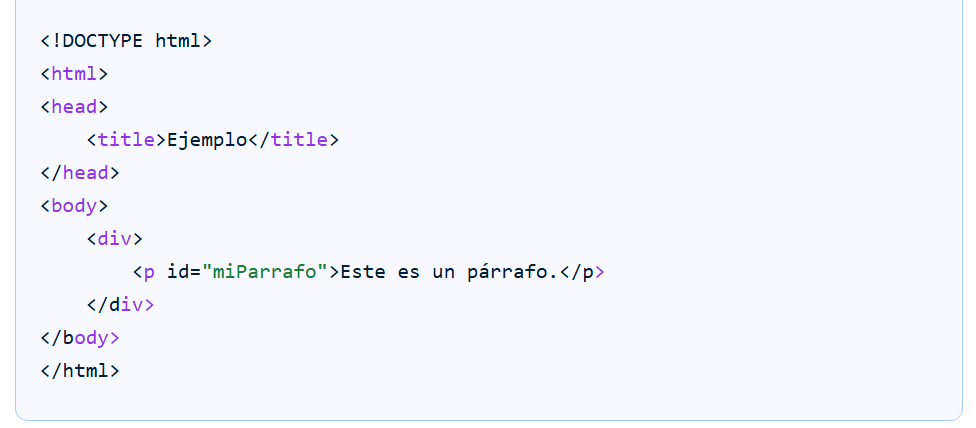 <!DOCTYPE html>
<html>
<head>
    <title>Ejemplo</title>
</head>
<body>
    <div>
        <p id="miParrafo">Este es un párrafo.</p>
    </div>
</body>
</html>